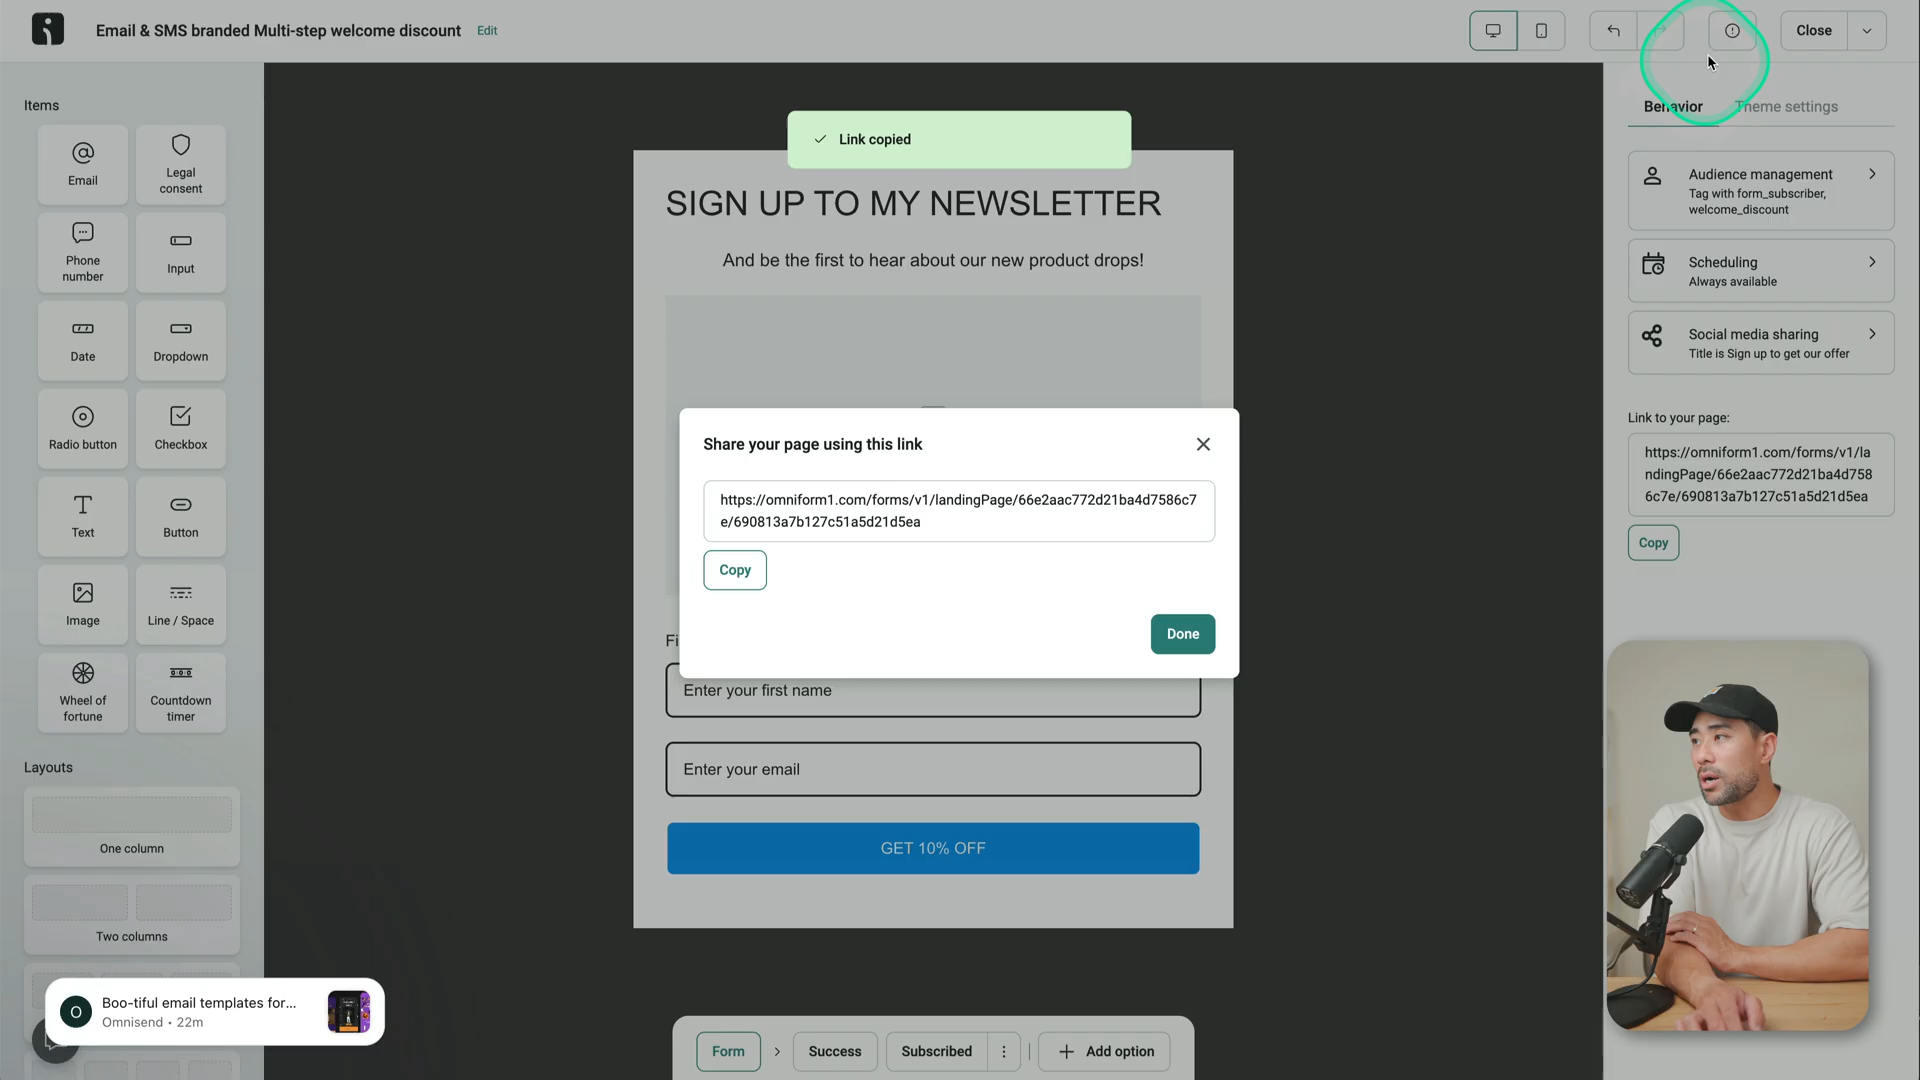 Email & SMS branded Multi-step welcome discount
Edit
Close
Items
Email
Legal
consent
Phone
number
Input
Date
Dropdown
Radio button
Checkbox
Text
Button
Image
Line / Space
Wheel of
fortune
Countdown
timer
Layouts
One column
Two columns
Boo-tiful email templates for...
Omnisend • 22m
Link copied
SIGN UP TO MY NEWSLETTER
And be the first to hear about our new product drops!
Share your page using this link
https://omniform1.com/forms/v1/landingPage/66e2aac772d21ba4d7586c7
e/690813a7b127c51a5d21d5ea
Copy
Done
Fi
Enter your first name
Enter your email
GET 10% OFF
Form
Success
Subscribed
Add option
Behavior
Theme settings
Audience management
Tag with form_subscriber,
welcome_discount
Scheduling
Always available
Social media sharing
Title is Sign up to get our offer
Link to your page:
https://omniform1.com/forms/v1/la
ndingPage/66e2aac772d21ba4d758
6c7e/690813a7b127c51a5d21d5ea
Copy